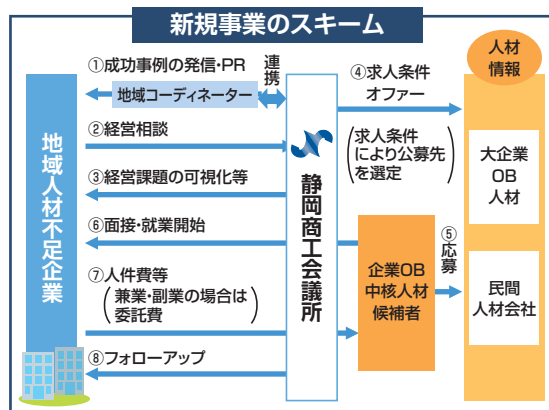 新規事業のスキーム
①成功事例の発信・PR
地域コーディネーター
連携
②経営相談
③経営課題の可視化等
⑥面接・就業開始
⑦人件費等
(兼業・副業の場合は
委託費)
⑧フォローアップ
地域人材不足企業
静岡商工会議所
④求人条件
オファー
(求人条件
により公募先
を選定)
企業OB
中核人材
候補者
⑤応募
人材
情報
大企業
OB
人材
民間
人材会社